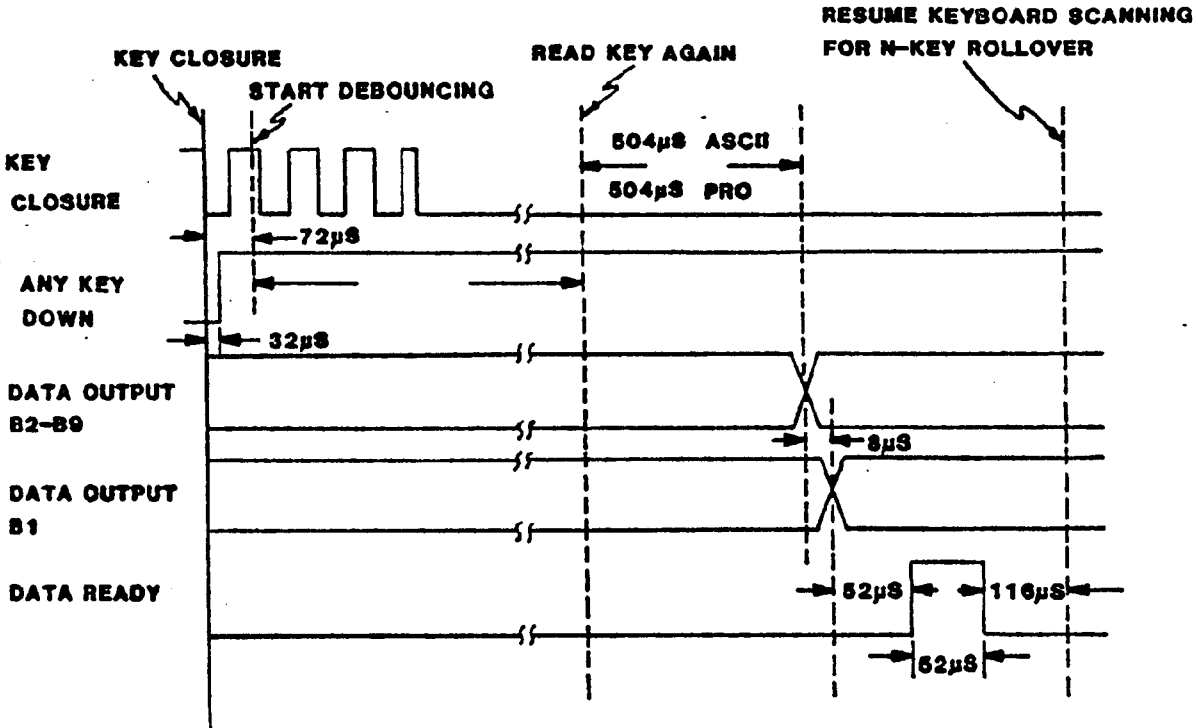 RESUME KEYBOARD SCANNING
FOR N-KEY ROLLOVER
READ KEY AGAIN
KEY CLOSURE
START DEBOUNCING
504µS ASCII
504µS PRO
KEY
CLOSURE
72µS
ANY KEY
DOWN
32µS
DATA OUTPUT
B2-B9
8µS
DATA OUTPUT
B1
DATA READY
52µS
116µS
52µS